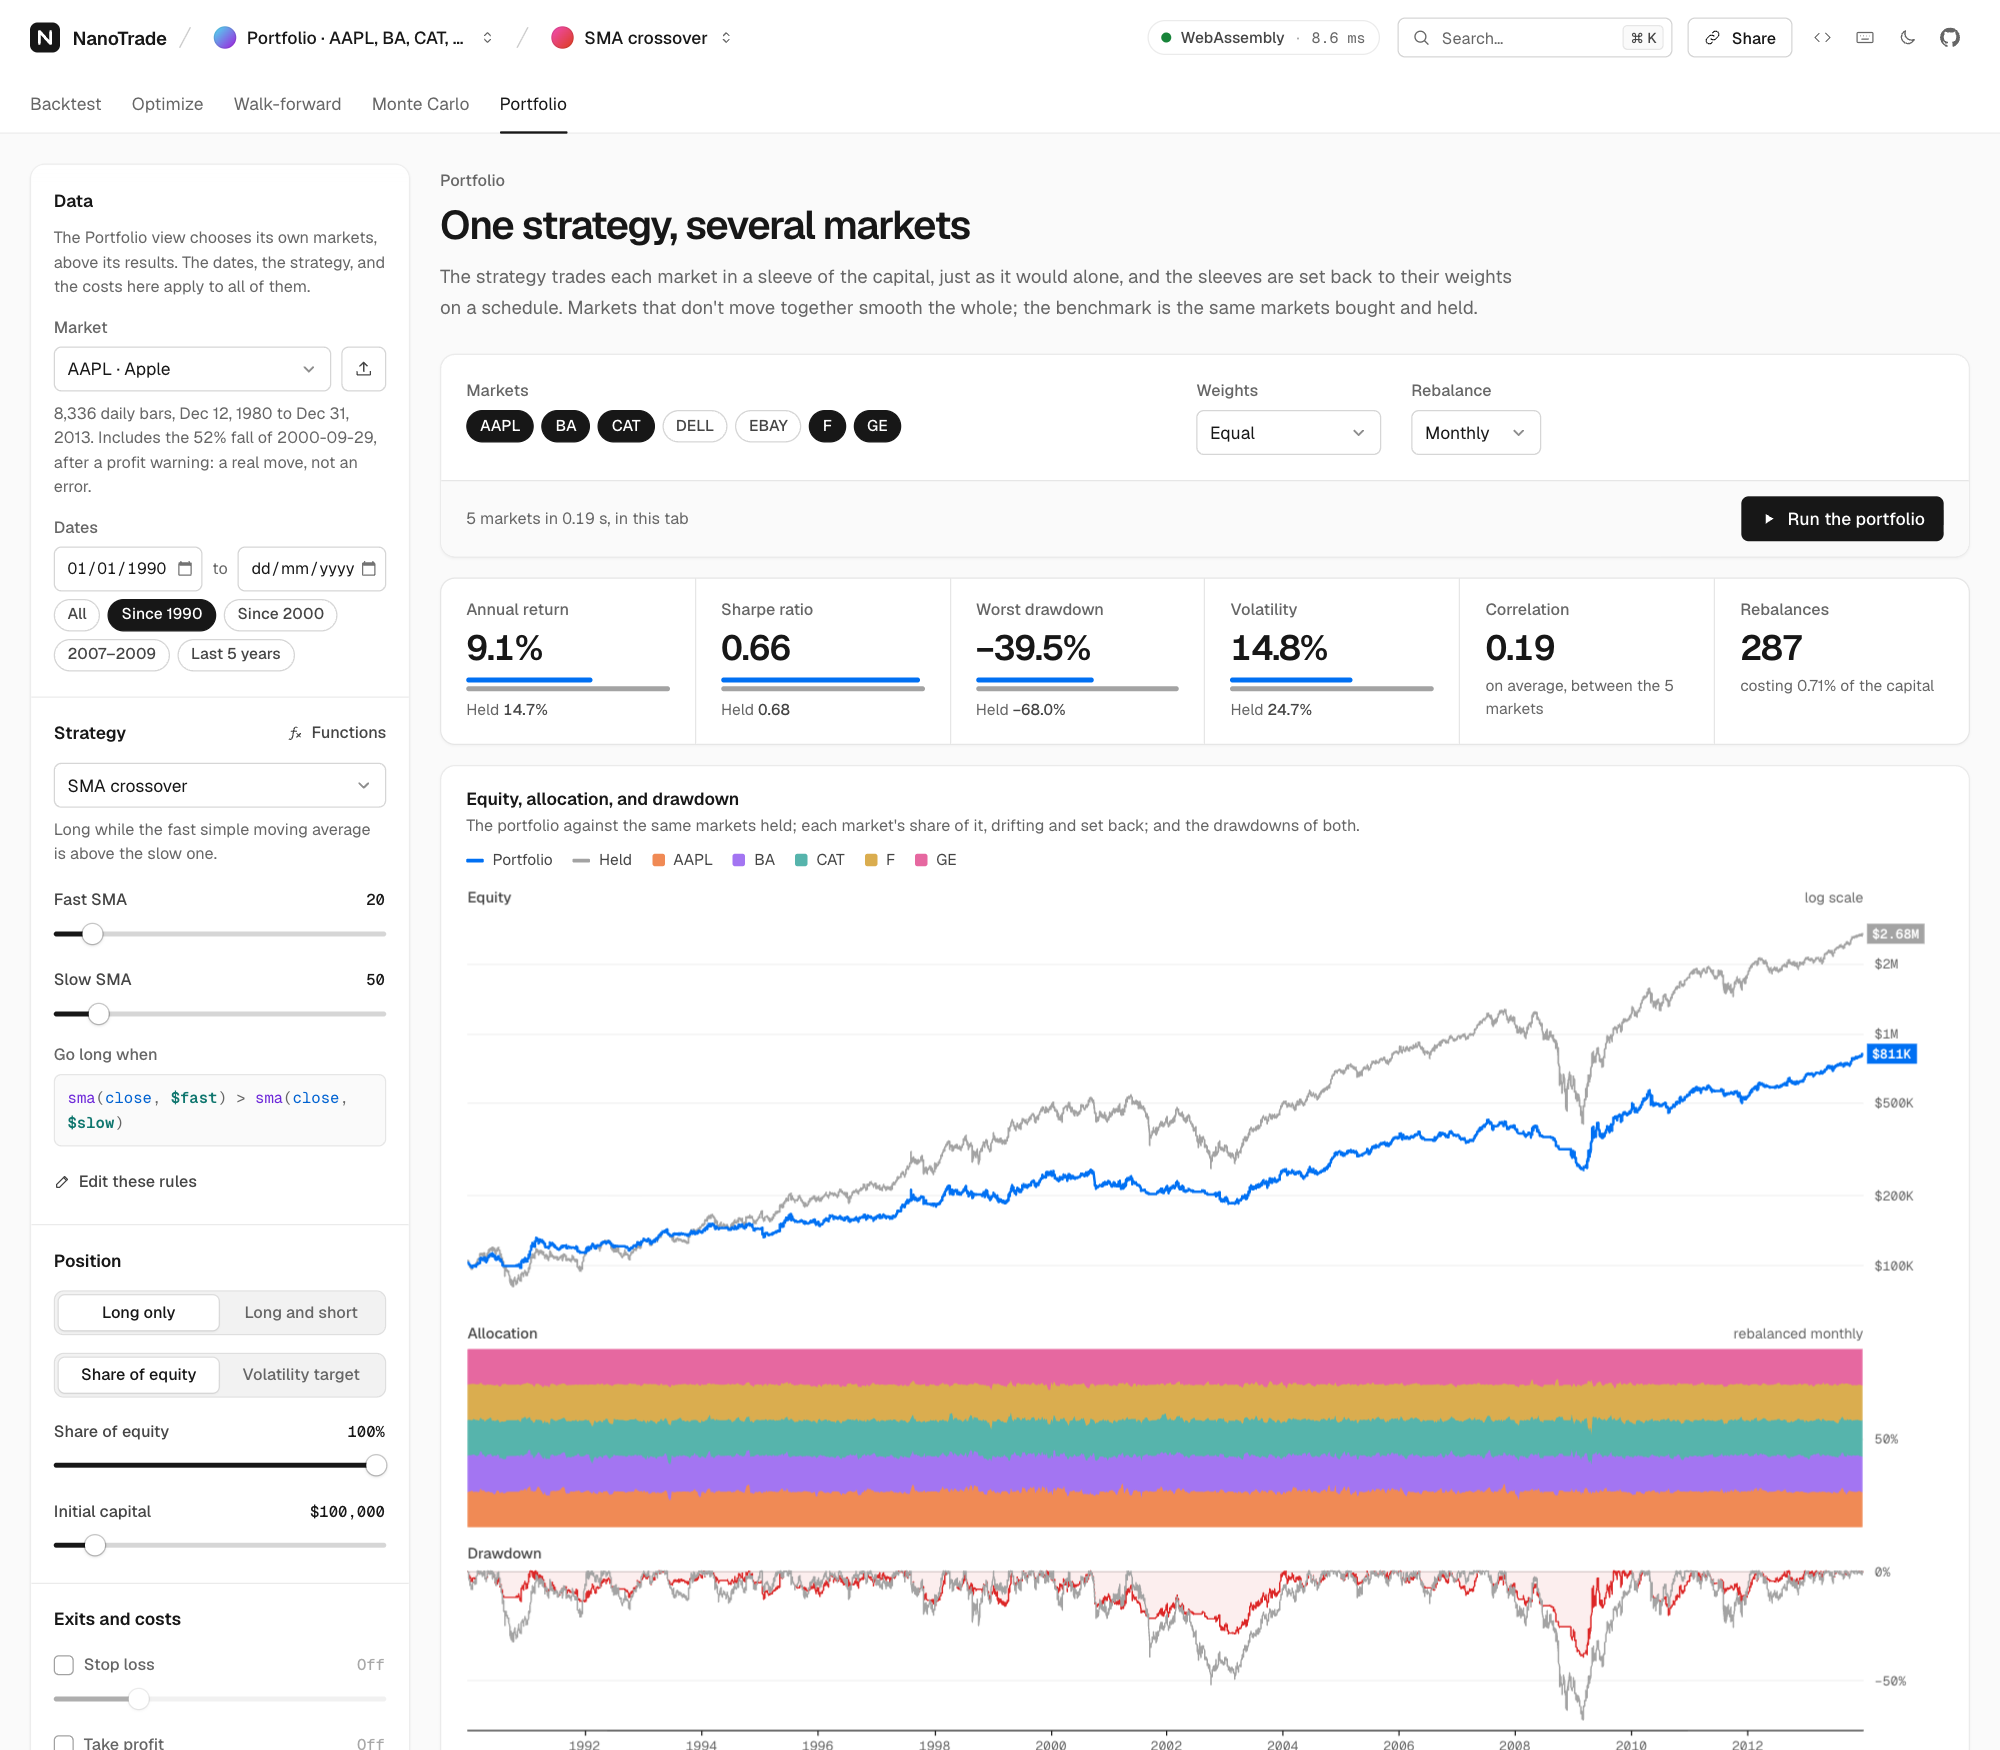 NanoTrade / Portfolio · AAPL, BA, CAT, ... / SMA crossover
WebAssembly · 8.6 ms
Search...
⌘ K
Share
Backtest
Optimize
Walk-forward
Monte Carlo
Portfolio
Data
The Portfolio view chooses its own markets,
above its results. The dates, the strategy, and
the costs here apply to all of them.
Market
AAPL · Apple
8,336 daily bars, Dec 12, 1980 to Dec 31,
2013. Includes the 52% fall of 2000-09-29,
after a profit warning: a real move, not an
error.
Dates
01/01/1990 to dd/mm/yyyy
All
Since 1990
Since 2000
2007–2009
Last 5 years
Strategy
Functions
SMA crossover
Long while the fast simple moving average
is above the slow one.
Fast SMA 20
Slow SMA 50
Go long when
sma(close, $fast) > sma(close,
$slow)
Edit these rules
Position
Long only
Long and short
Share of equity
Volatility target
Share of equity 100%
Initial capital $100,000
Exits and costs
Stop loss Off
Take profit Off
Portfolio
One strategy, several markets
The strategy trades each market in a sleeve of the capital, just as it would alone, and the sleeves are set back to their weights
on a schedule. Markets that don't move together smooth the whole; the benchmark is the same markets bought and held.
Markets
AAPL
BA
CAT
DELL
EBAY
F
GE
Weights
Equal
Rebalance
Monthly
5 markets in 0.19 s, in this tab
Run the portfolio
Annual return
9.1%
Held 14.7%
Sharpe ratio
0.66
Held 0.68
Worst drawdown
–39.5%
Held –68.0%
Volatility
14.8%
Held 24.7%
Correlation
0.19
on average, between the 5
markets
Rebalances
287
costing 0.71% of the capital
Equity, allocation, and drawdown
The portfolio against the same markets held; each market's share of it, drifting and set back; and the drawdowns of both.
Portfolio
Held
AAPL
BA
CAT
F
GE
Equity
log scale
$2.68M
$2M
$1M
$811K
$500K
$200K
$100K
Allocation
rebalanced monthly
50%
Drawdown
0%
-50%
1992
1994
1996
1998
2000
2002
2004
2006
2008
2010
2012